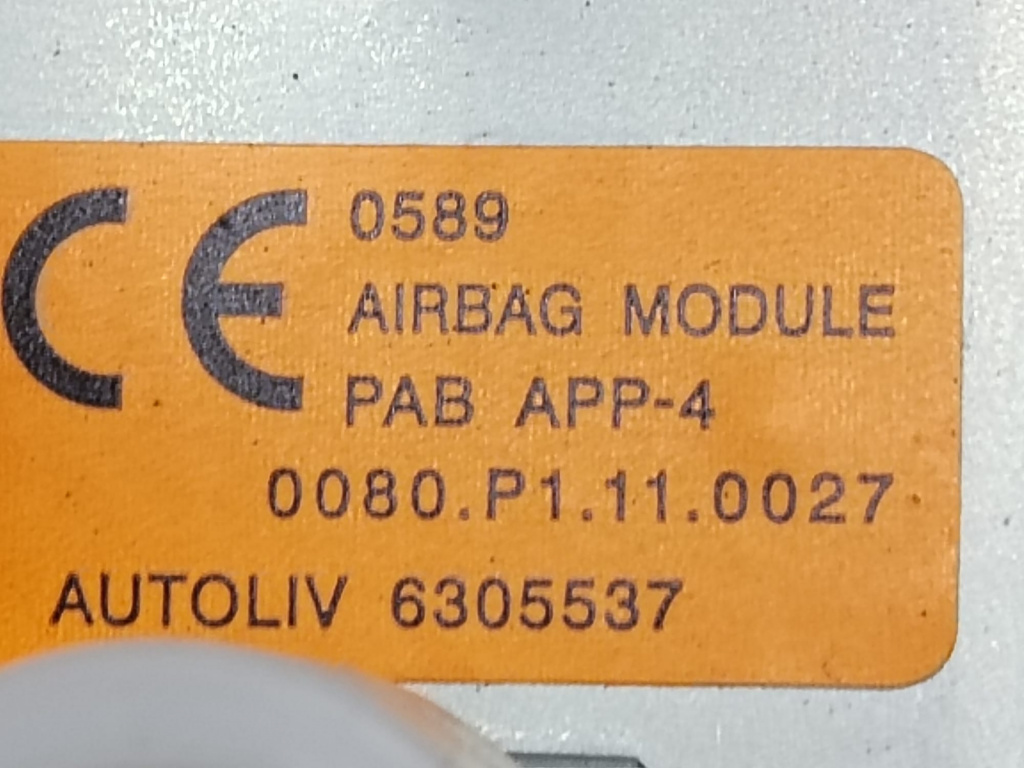 CE 0589
AIRBAG MODULE
PAB APP-4
0080.P1.11.0027
AUTOLIV 6305537